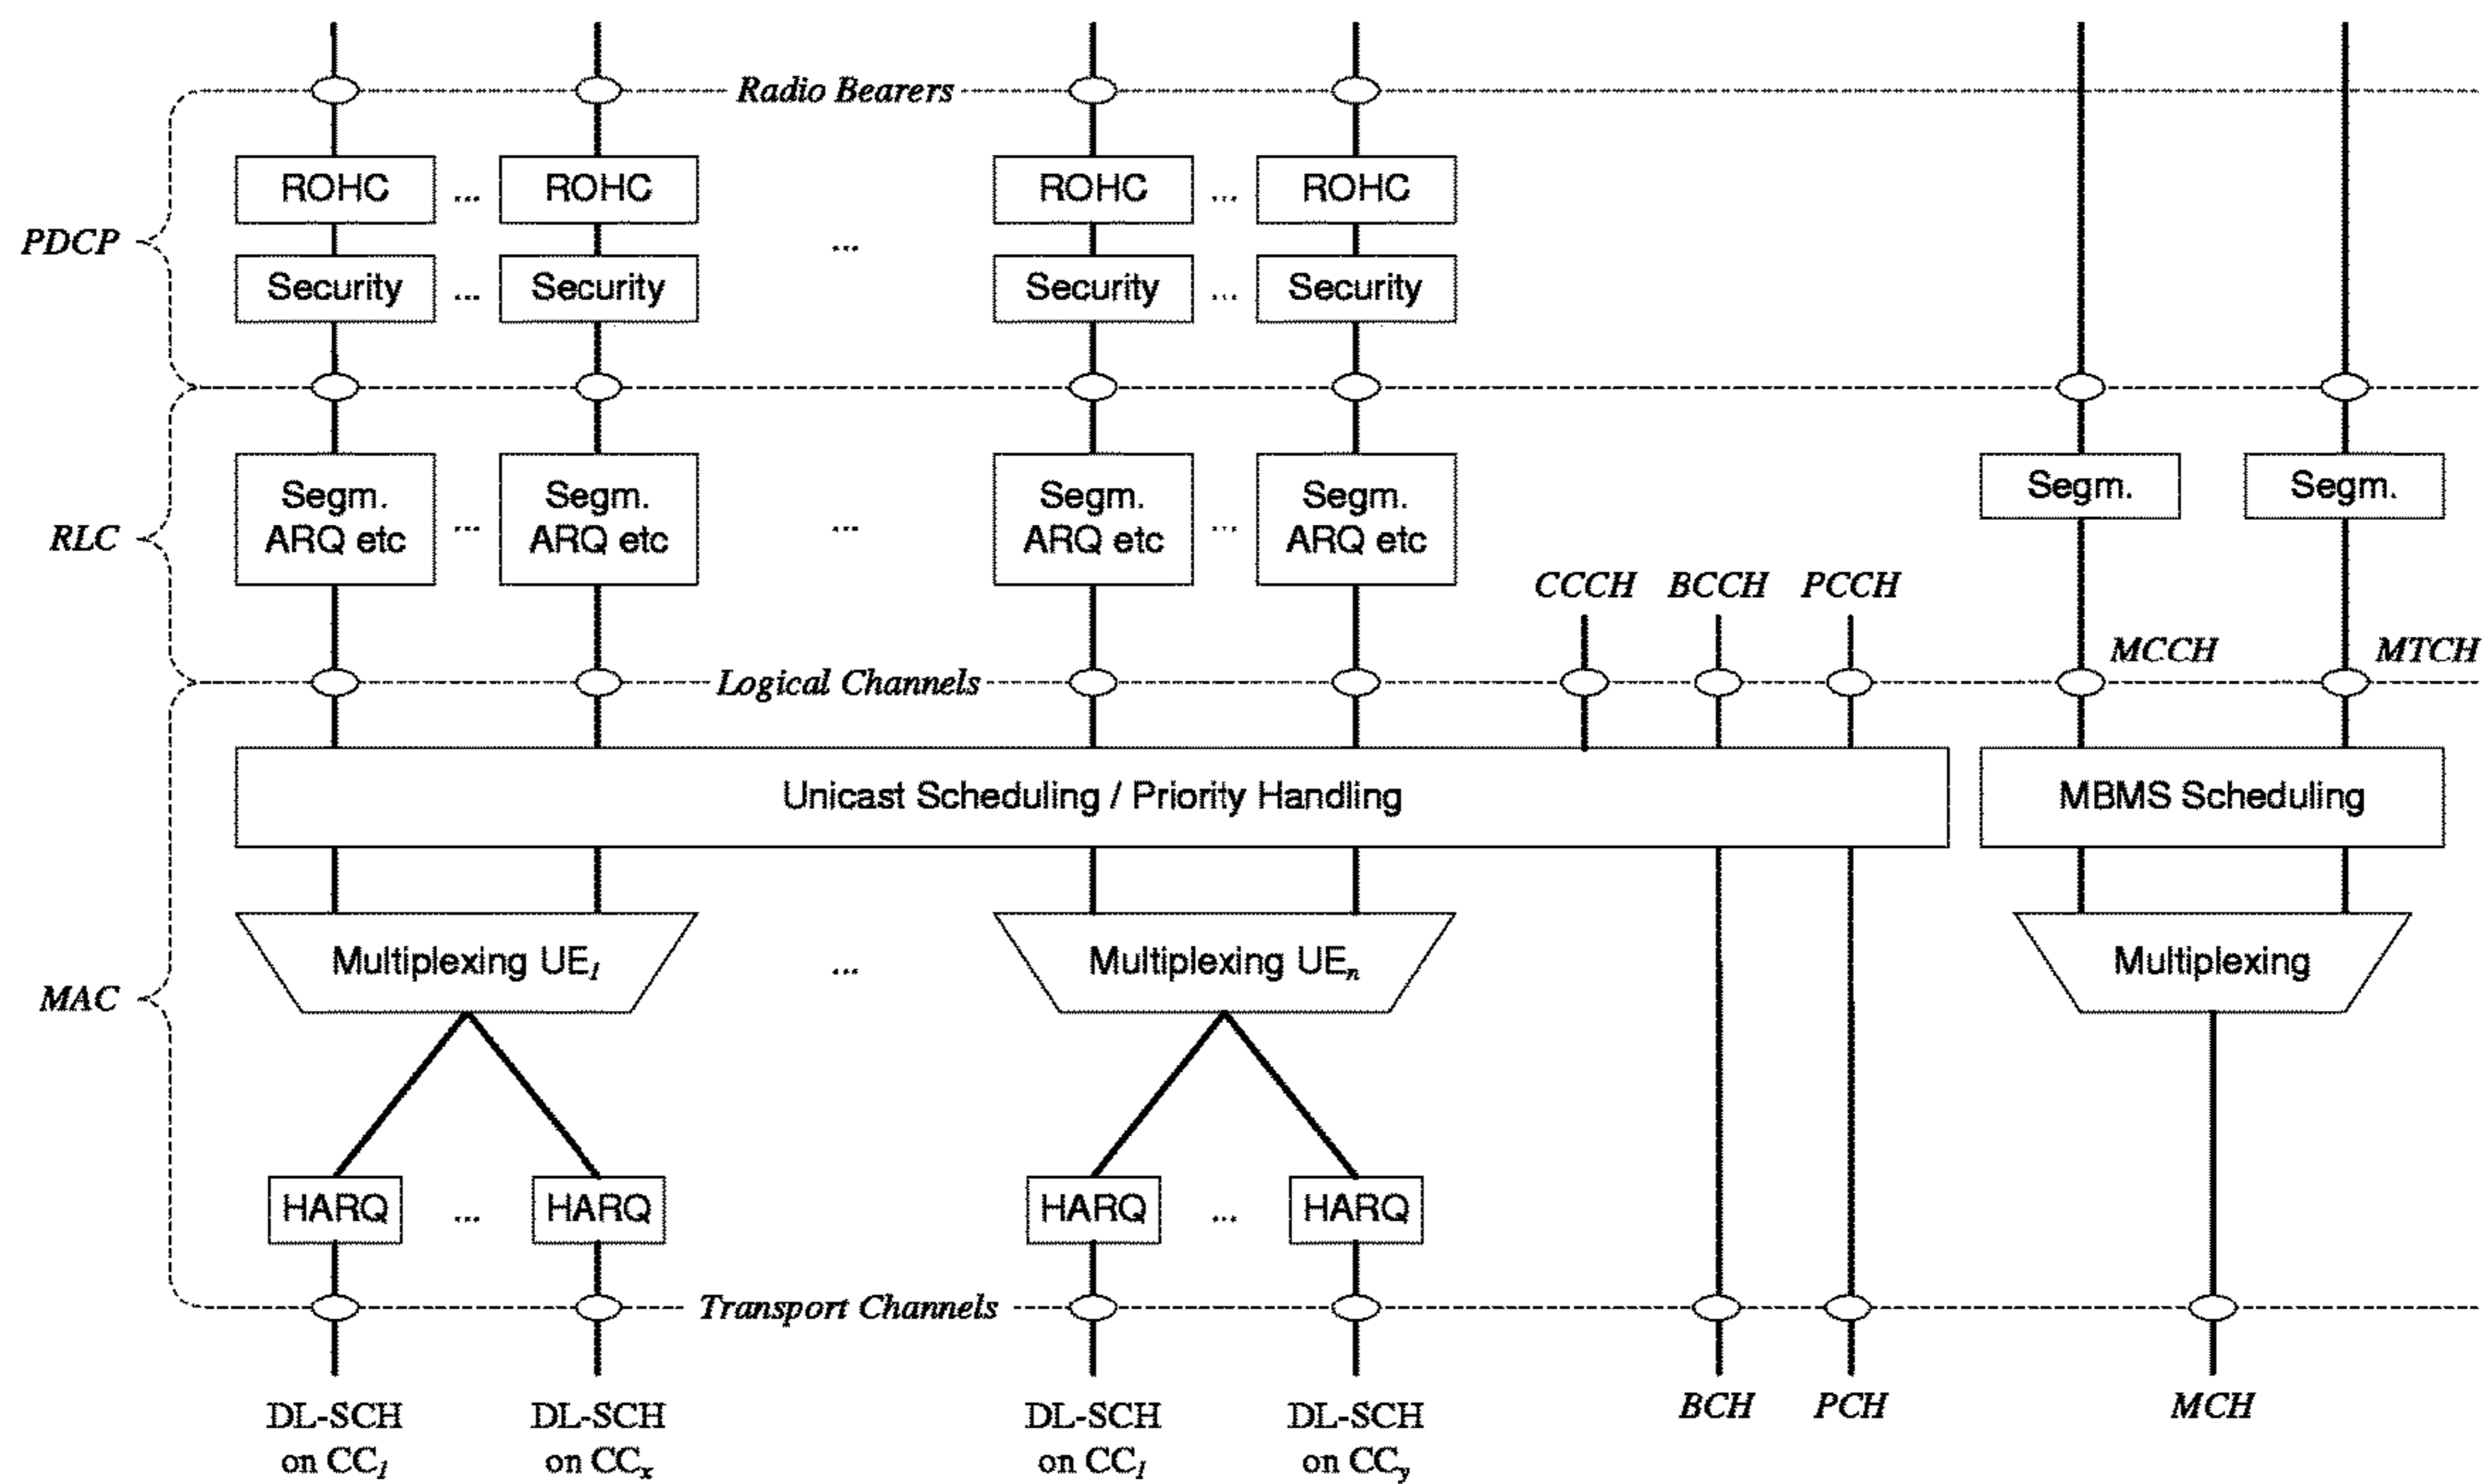 Radio Bearers
ROHC ... ROHC ROHC ... ROHC
PDCP ...
Security ... Security Security ... Security
Segm. Segm. Segm. Segm. Segm. Segm.
RLC ... ... ...
ARQ etc ARQ etc ARQ etc ARQ etc
CCCH BCCH PCCH
MCCH MTCH
Logical Channels
Unicast Scheduling / Priority Handling MBMS Scheduling
Multiplexing UE1 ... Multiplexing UEn Multiplexing
MAC
HARQ ... HARQ HARQ ... HARQ
Transport Channels
DL-SCH DL-SCH DL-SCH DL-SCH BCH PCH MCH
on CC1 on CCx on CC1 on CCy